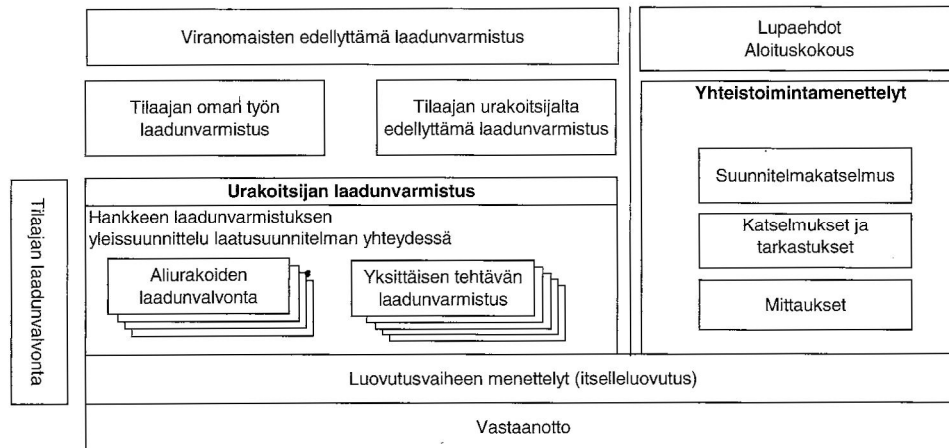 Viranomaisten edellyttämä laadunvarmistus
Lupaehdot
Aloituskokous
Tilaajan oman työn
laadunvarmistus
Tilaajan urakoitsijalta
edellyttämä laadunvarmistus
Yhteistoimintamenettelyt
Suunnitelmakatselmus
Katselmukset ja
tarkastukset
Mittaukset
Tilaajan laadunvalvonta
Urakoitsijan laadunvarmistus
Hankkeen laadunvarmistuksen
yleissuunnittelu laatusuunnitelman yhteydessä
Aliurakoiden
laadunvalvonta
Yksittäisen tehtävän
laadunvarmistus
Luovutusvaiheen menettelyt (itselleluovutus)
Vastaanotto